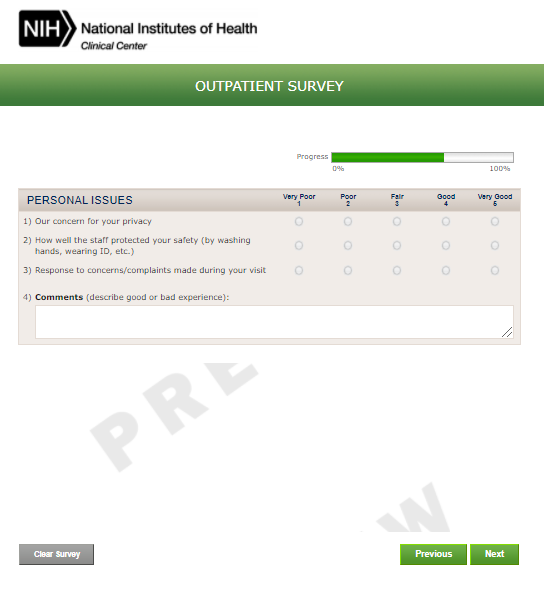 NIH National Institutes of Health
Clinical Center
OUTPATIENT SURVEY
Progress
0% 100%
PERSONAL ISSUES Very Poor Poor Fair Good Very Good
1 2 3 4 5
1) Our concern for your privacy
2) How well the staff protected your safety (by washing
hands, wearing ID, etc.)
3) Response to concerns/complaints made during your visit
4) Comments (describe good or bad experience):
PRE W
Clear Survey Previous Next